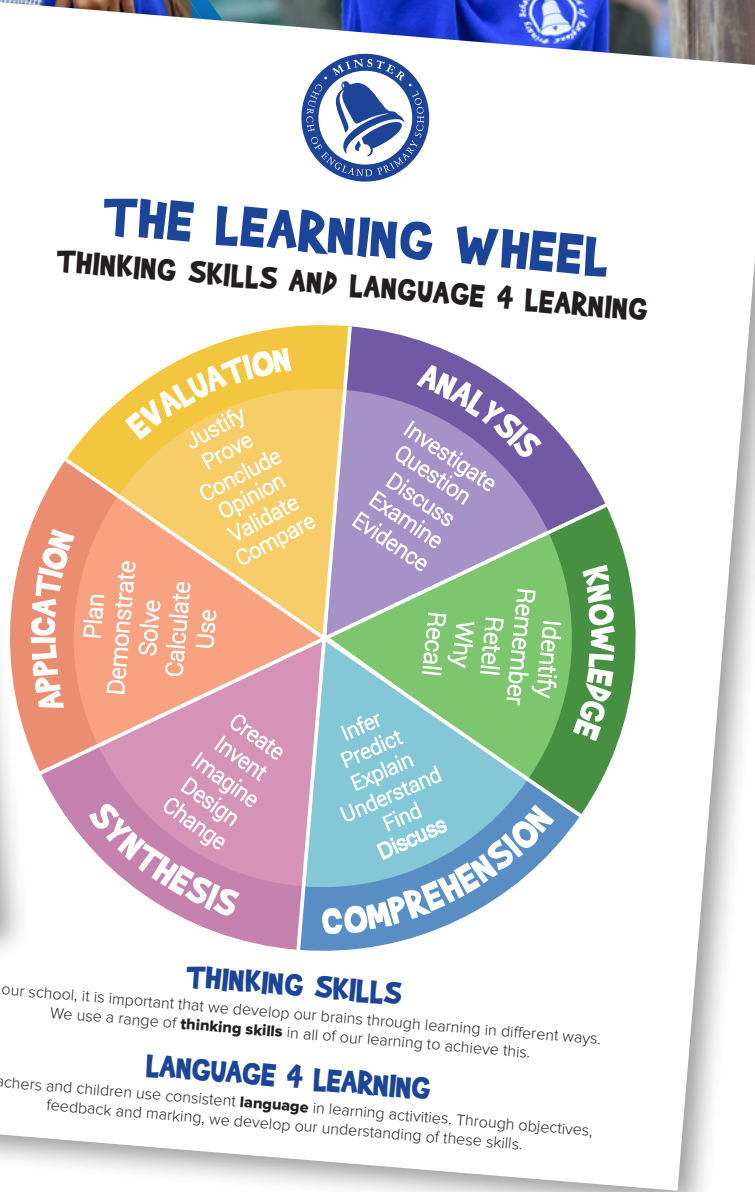 MINSTER
CHURCH OF ENGLAND PRIMARY SCHOOL
THE LEARNING WHEEL
THINKING SKILLS AND LANGUAGE 4 LEARNING
EVALUATION
Justify
Prove
Conclude
Opinion
Validate
Compare
ANALYSIS
Investigate
Question
Discuss
Examine
Evidence
KNOWLEDGE
Identify
Remember
Retell
Why
Recall
COMPREHENSION
Infer
Predict
Explain
Understand
Find
Discuss
SYNTHESIS
Create
Invent
Imagine
Design
Change
APPLICATION
Plan
Demonstrate
Solve
Calculate
Use
THINKING SKILLS
our school, it is important that we develop our brains through learning in different ways.
We use a range of thinking skills in all of our learning to achieve this.
LANGUAGE 4 LEARNING
achers and children use consistent language in learning activities. Through objectives,
feedback and marking, we develop our understanding of these skills.